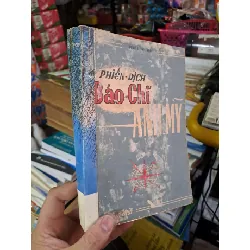 PHIÊN-DỊCH
Báo-Chí
ANH MỸ